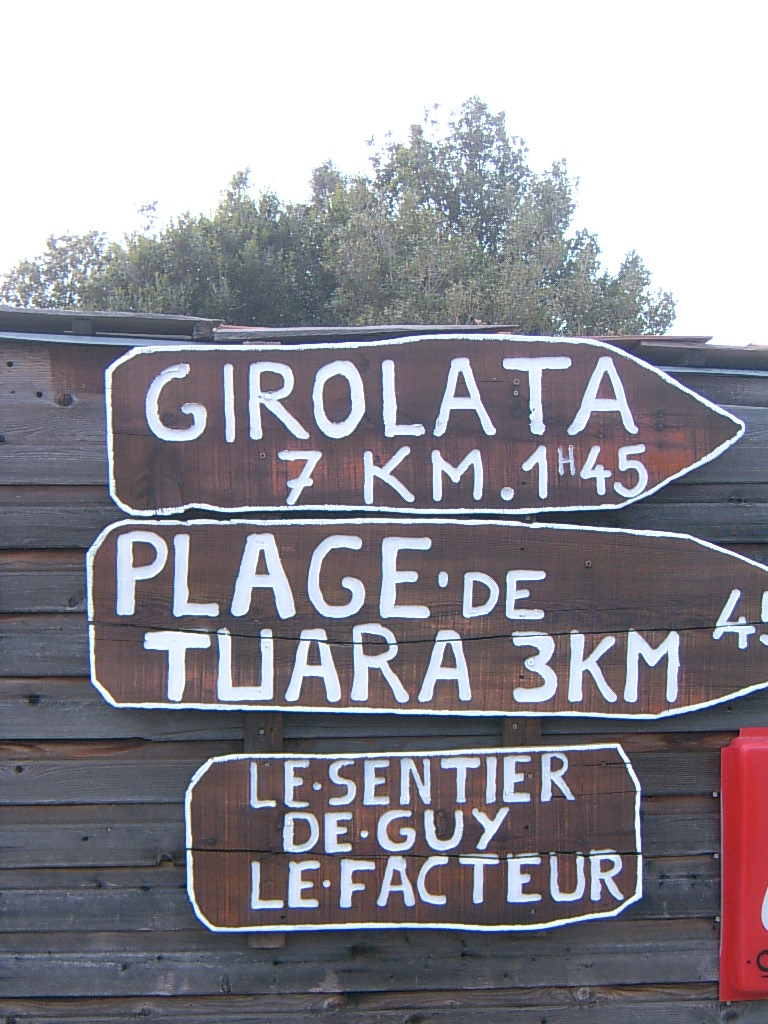 GIROLATA
7 KM. 1H45
PLAGE·DE
TUARA 3KM
LE·SENTIER
DE·GUY
LE·FACTEUR